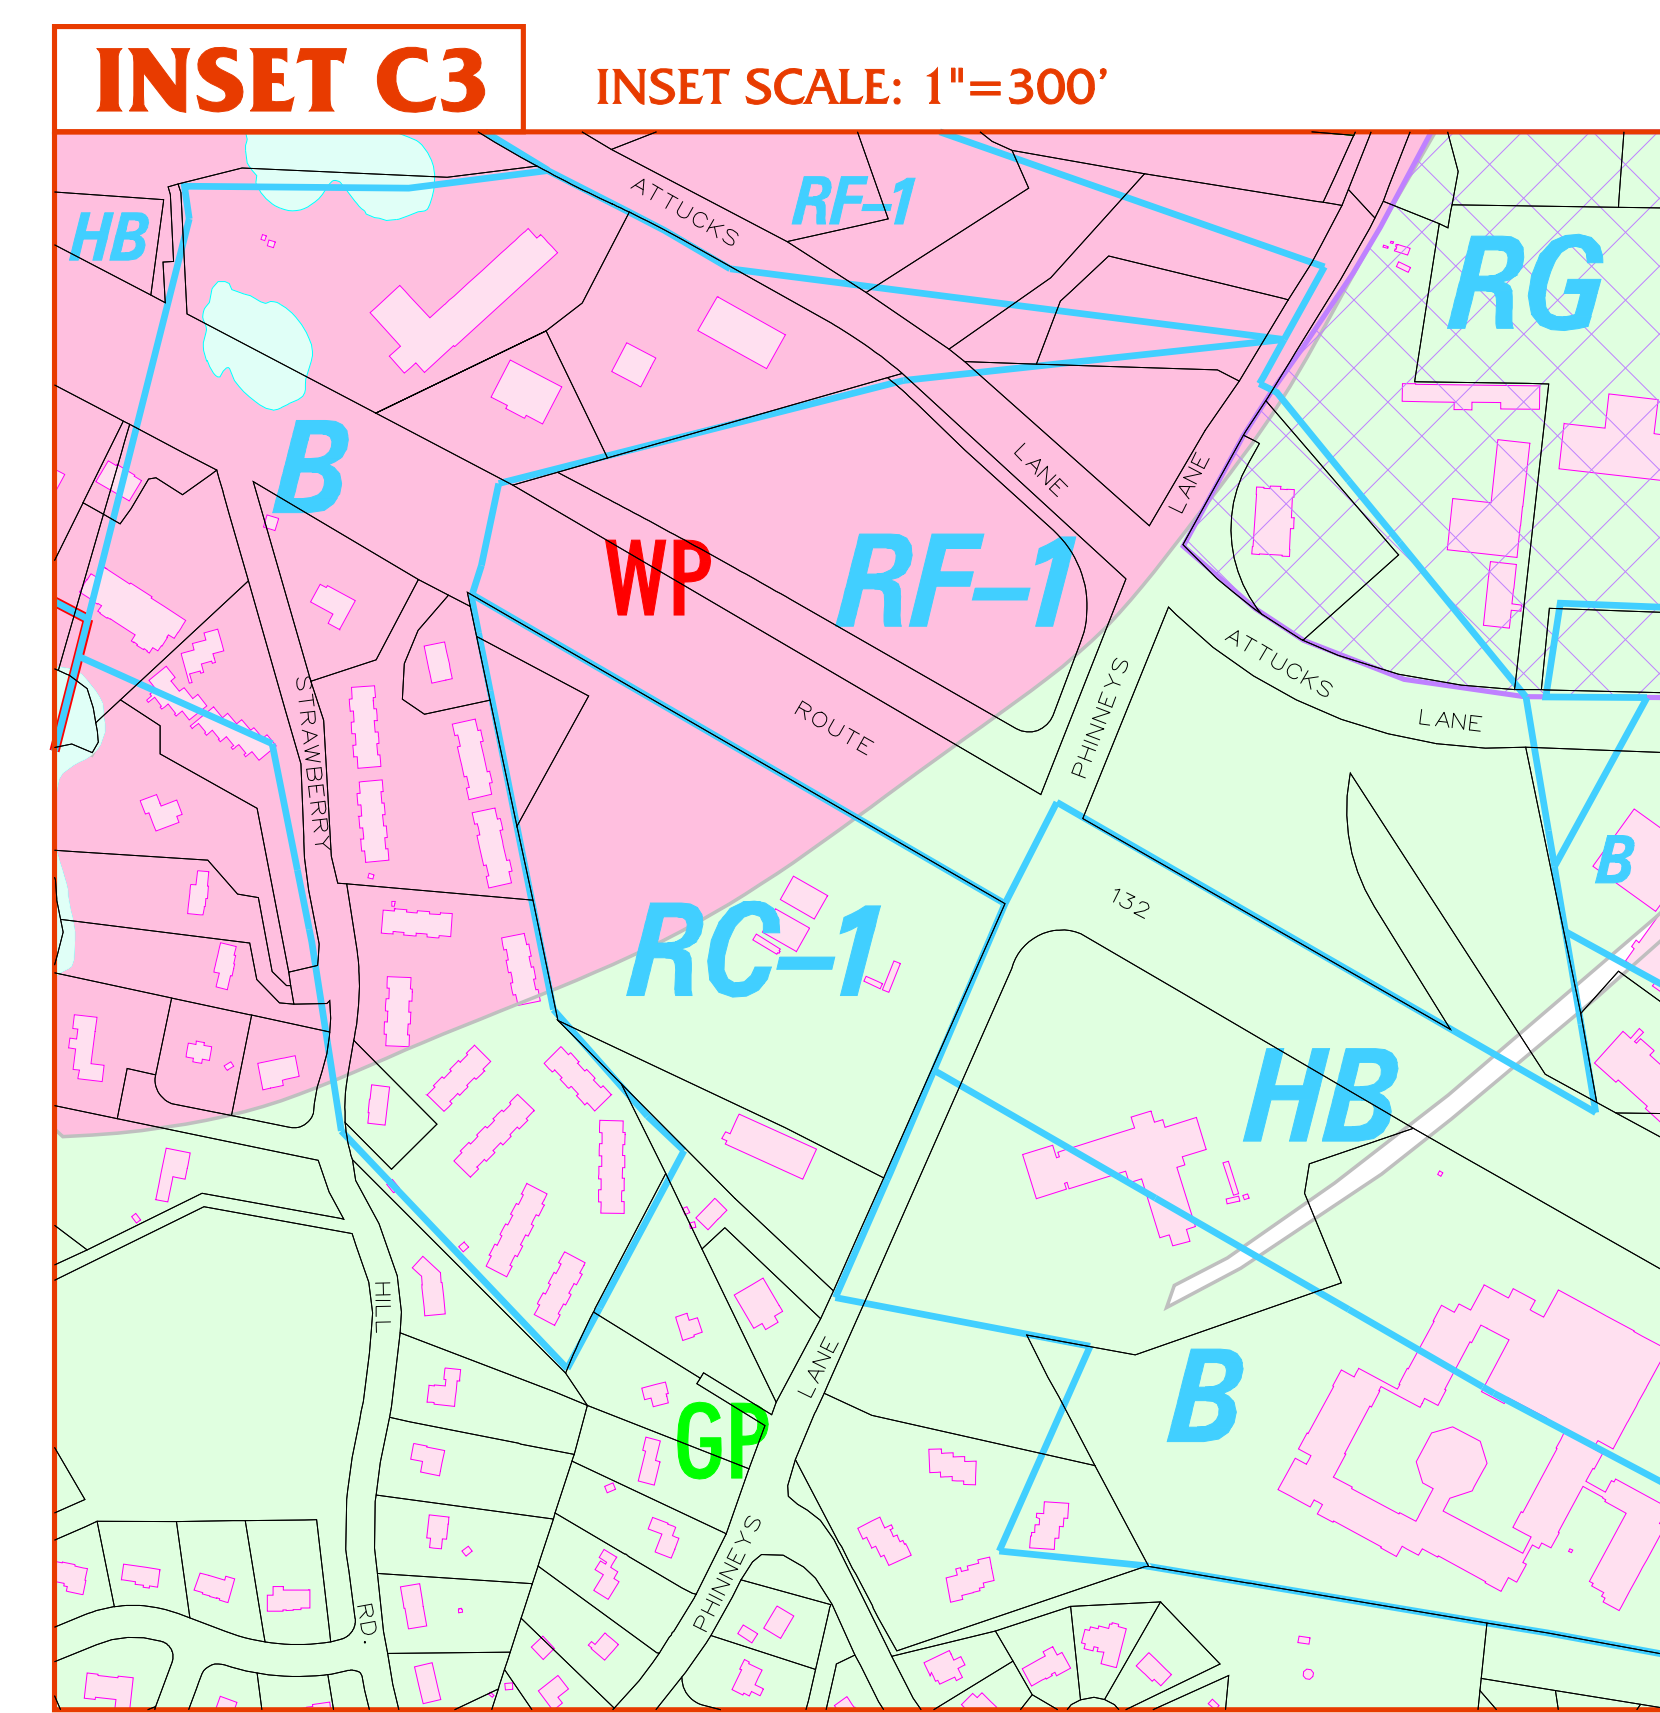 INSET C3
INSET SCALE: 1"=300'
ATTUCKS
RF-1
HB
RG
B
LANE
LANE
WP
RF-1
ATTUCKS
LANE
STRAWBERRY
ROUTE
PHINNEYS
B
132
RC-1
HB
HILL
LANE
B
GP
PHINNEYS
RD.